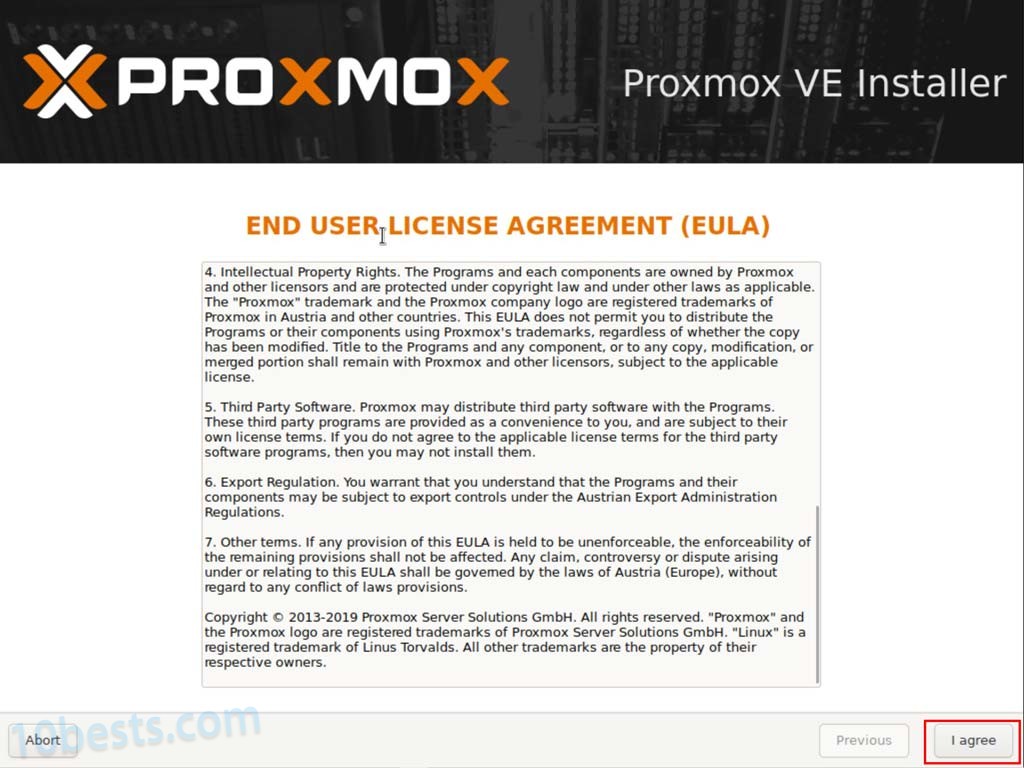 PROXMOX
Proxmox VE Installer
END USER LICENSE AGREEMENT (EULA)
4. Intellectual Property Rights. The Programs and each components are owned by Proxmox
and other licensors and are protected under copyright law and under other laws as applicable.
The "Proxmox" trademark and the Proxmox company logo are registered trademarks of
Proxmox in Austria and other countries. This EULA does not permit you to distribute the
Programs or their components using Proxmox's trademarks, regardless of whether the copy
has been modified. Title to the Programs and any component, or to any copy, modification, or
merged portion shall remain with Proxmox and other licensors, subject to the applicable
license.
5. Third Party Software. Proxmox may distribute third party software with the Programs.
These third party programs are provided as a convenience to you, and are subject to their
own license terms. If you do not agree to the applicable license terms for the third party
software programs, then you may not install them.
6. Export Regulation. You warrant that you understand that the Programs and their
components may be subject to export controls under the Austrian Export Administration
Regulations.
7. Other terms. If any provision of this EULA is held to be unenforceable, the enforceability of
the remaining provisions shall not be affected. Any claim, controversy or dispute arising
under or relating to this EULA shall be governed by the laws of Austria (Europe), without
regard to any conflict of laws provisions.
Copyright © 2013-2019 Proxmox Server Solutions GmbH. All rights reserved. "Proxmox" and
the Proxmox logo are registered trademarks of Proxmox Server Solutions GmbH. "Linux" is a
registered trademark of Linus Torvalds. All other trademarks are the property of their
respective owners.
10bests.com
Abort
Previous
I agree